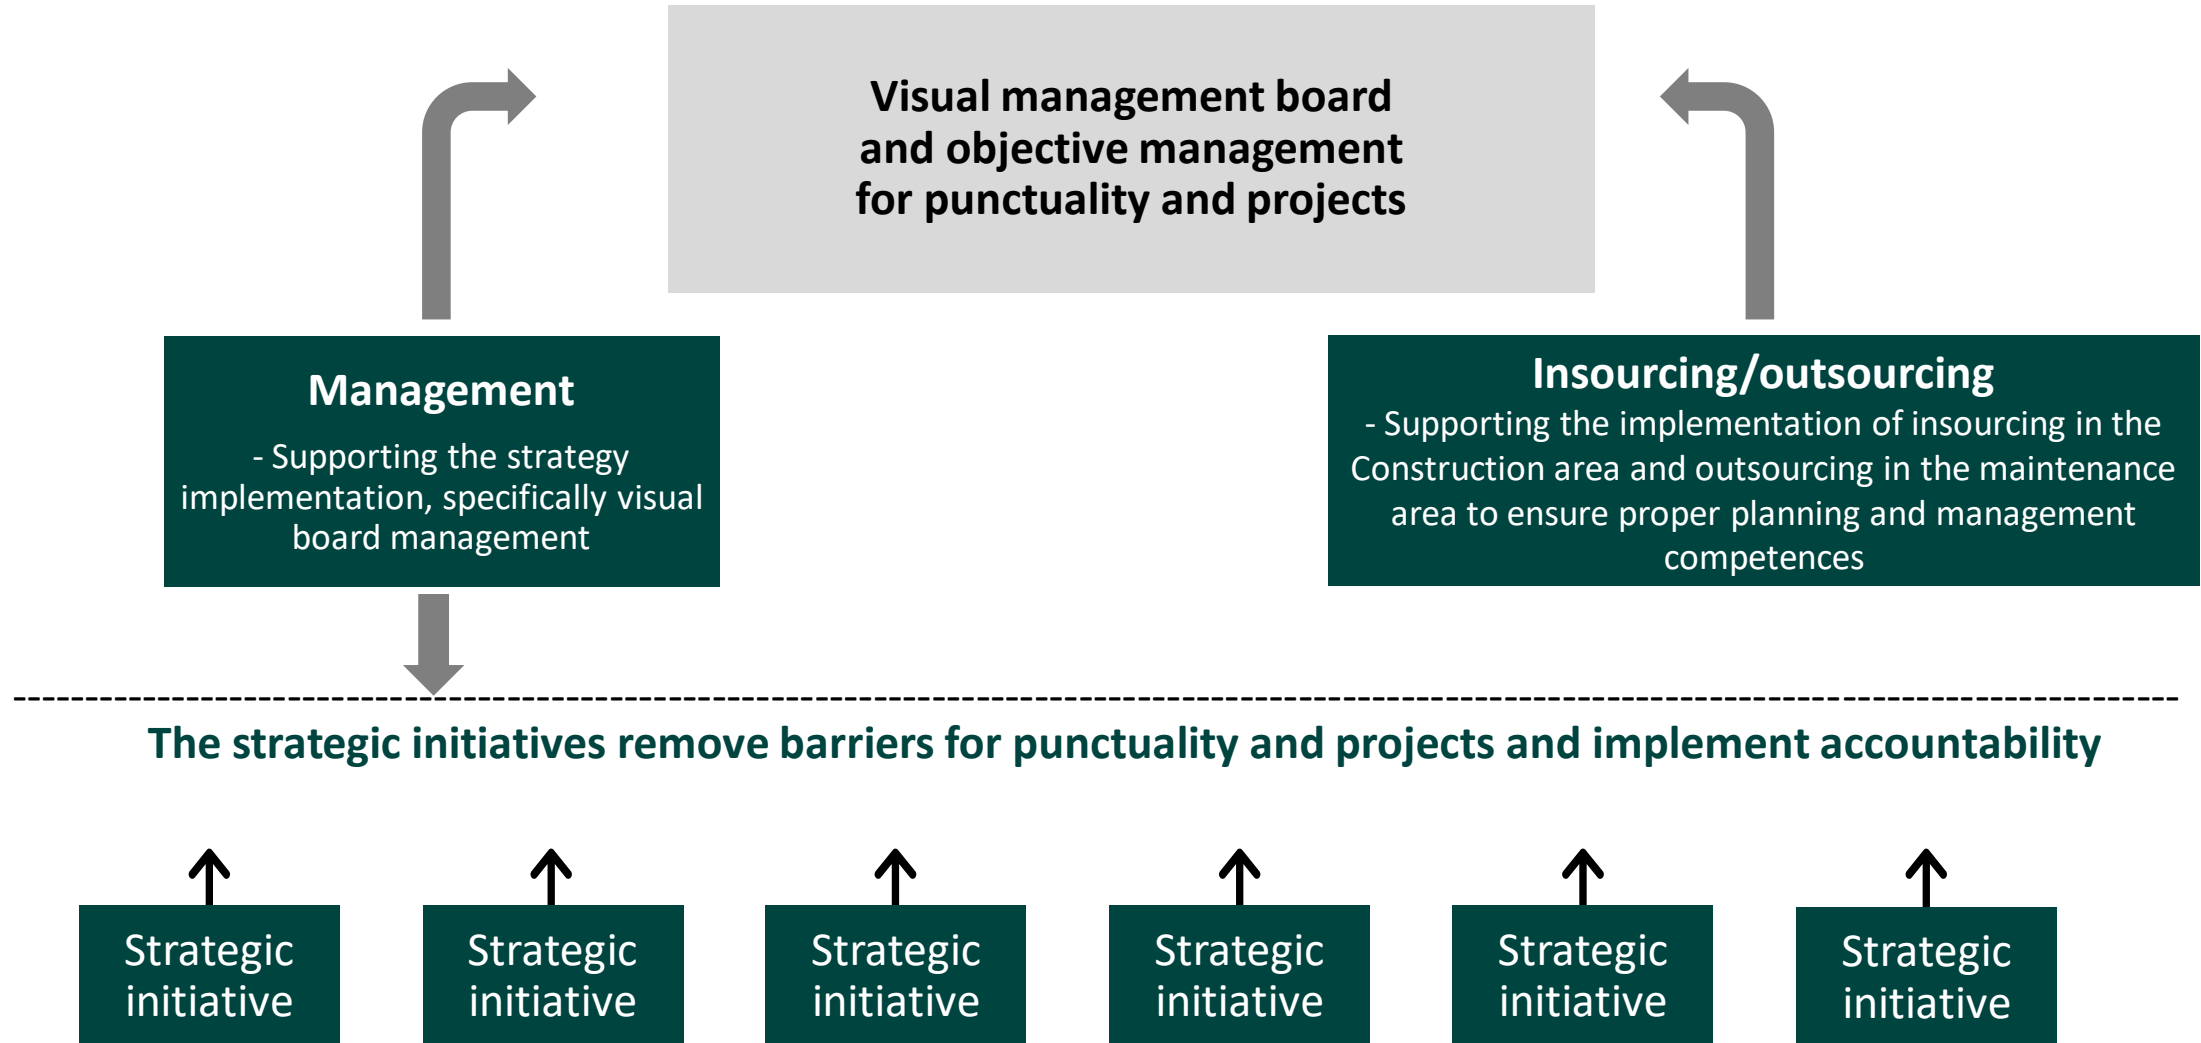 Visual management board
and objective management
for punctuality and projects
Management
- Supporting the strategy
implementation, specifically visual
board management
Insourcing/outsourcing
- Supporting the implementation of insourcing in the
Construction area and outsourcing in the maintenance
area to ensure proper planning and management
competences
The strategic initiatives remove barriers for punctuality and projects and implement accountability
Strategic
initiative
Strategic
initiative
Strategic
initiative
Strategic
initiative
Strategic
initiative
Strategic
initiative